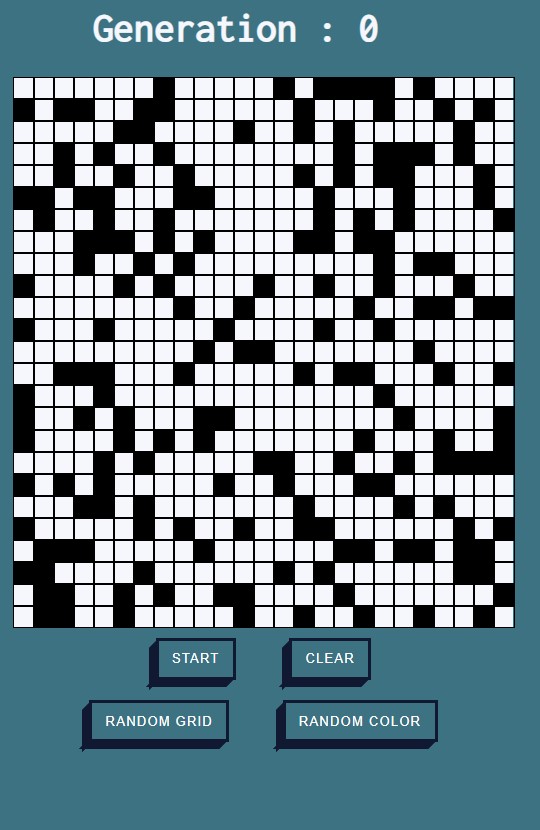 Generation : 0
START
CLEAR
RANDOM GRID
RANDOM COLOR